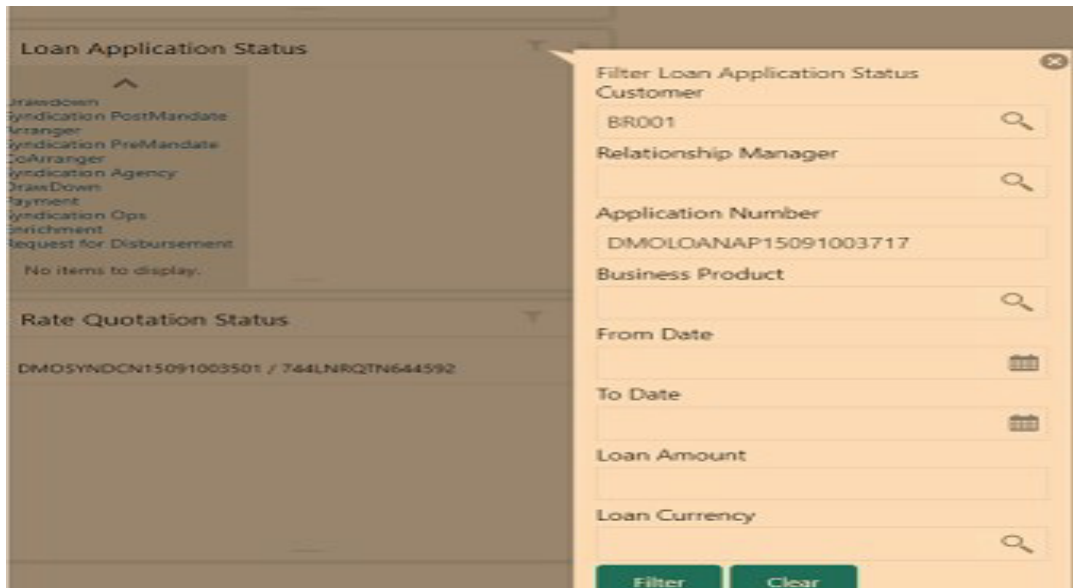 Loan Application Status
Drawdown
Syndication PostMandate
Arranger
Syndication PreMandate
CoArranger
Syndication Agency
DrawDown
Payment
Syndication Ops
Enrichment
Request for Disbursement
No items to display.
Rate Quotation Status
DMOSYNDCN15091003501 / 744LNRQTN644592
Filter Loan Application Status
Customer
BR001
Relationship Manager
Application Number
DMOLOANAP15091003717
Business Product
From Date
To Date
Loan Amount
Loan Currency
Filter
Clear